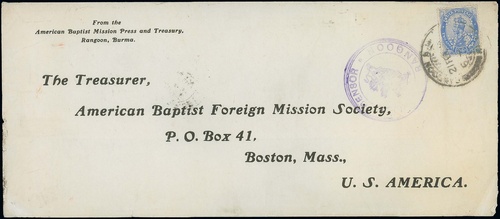 From the
American Baptist Mission Press and Treasury,
Rangoon, Burma.
The Treasurer,
American Baptist Foreign Mission Society,
P. O. Box 41,
Boston, Mass.,
U. S. AMERICA.